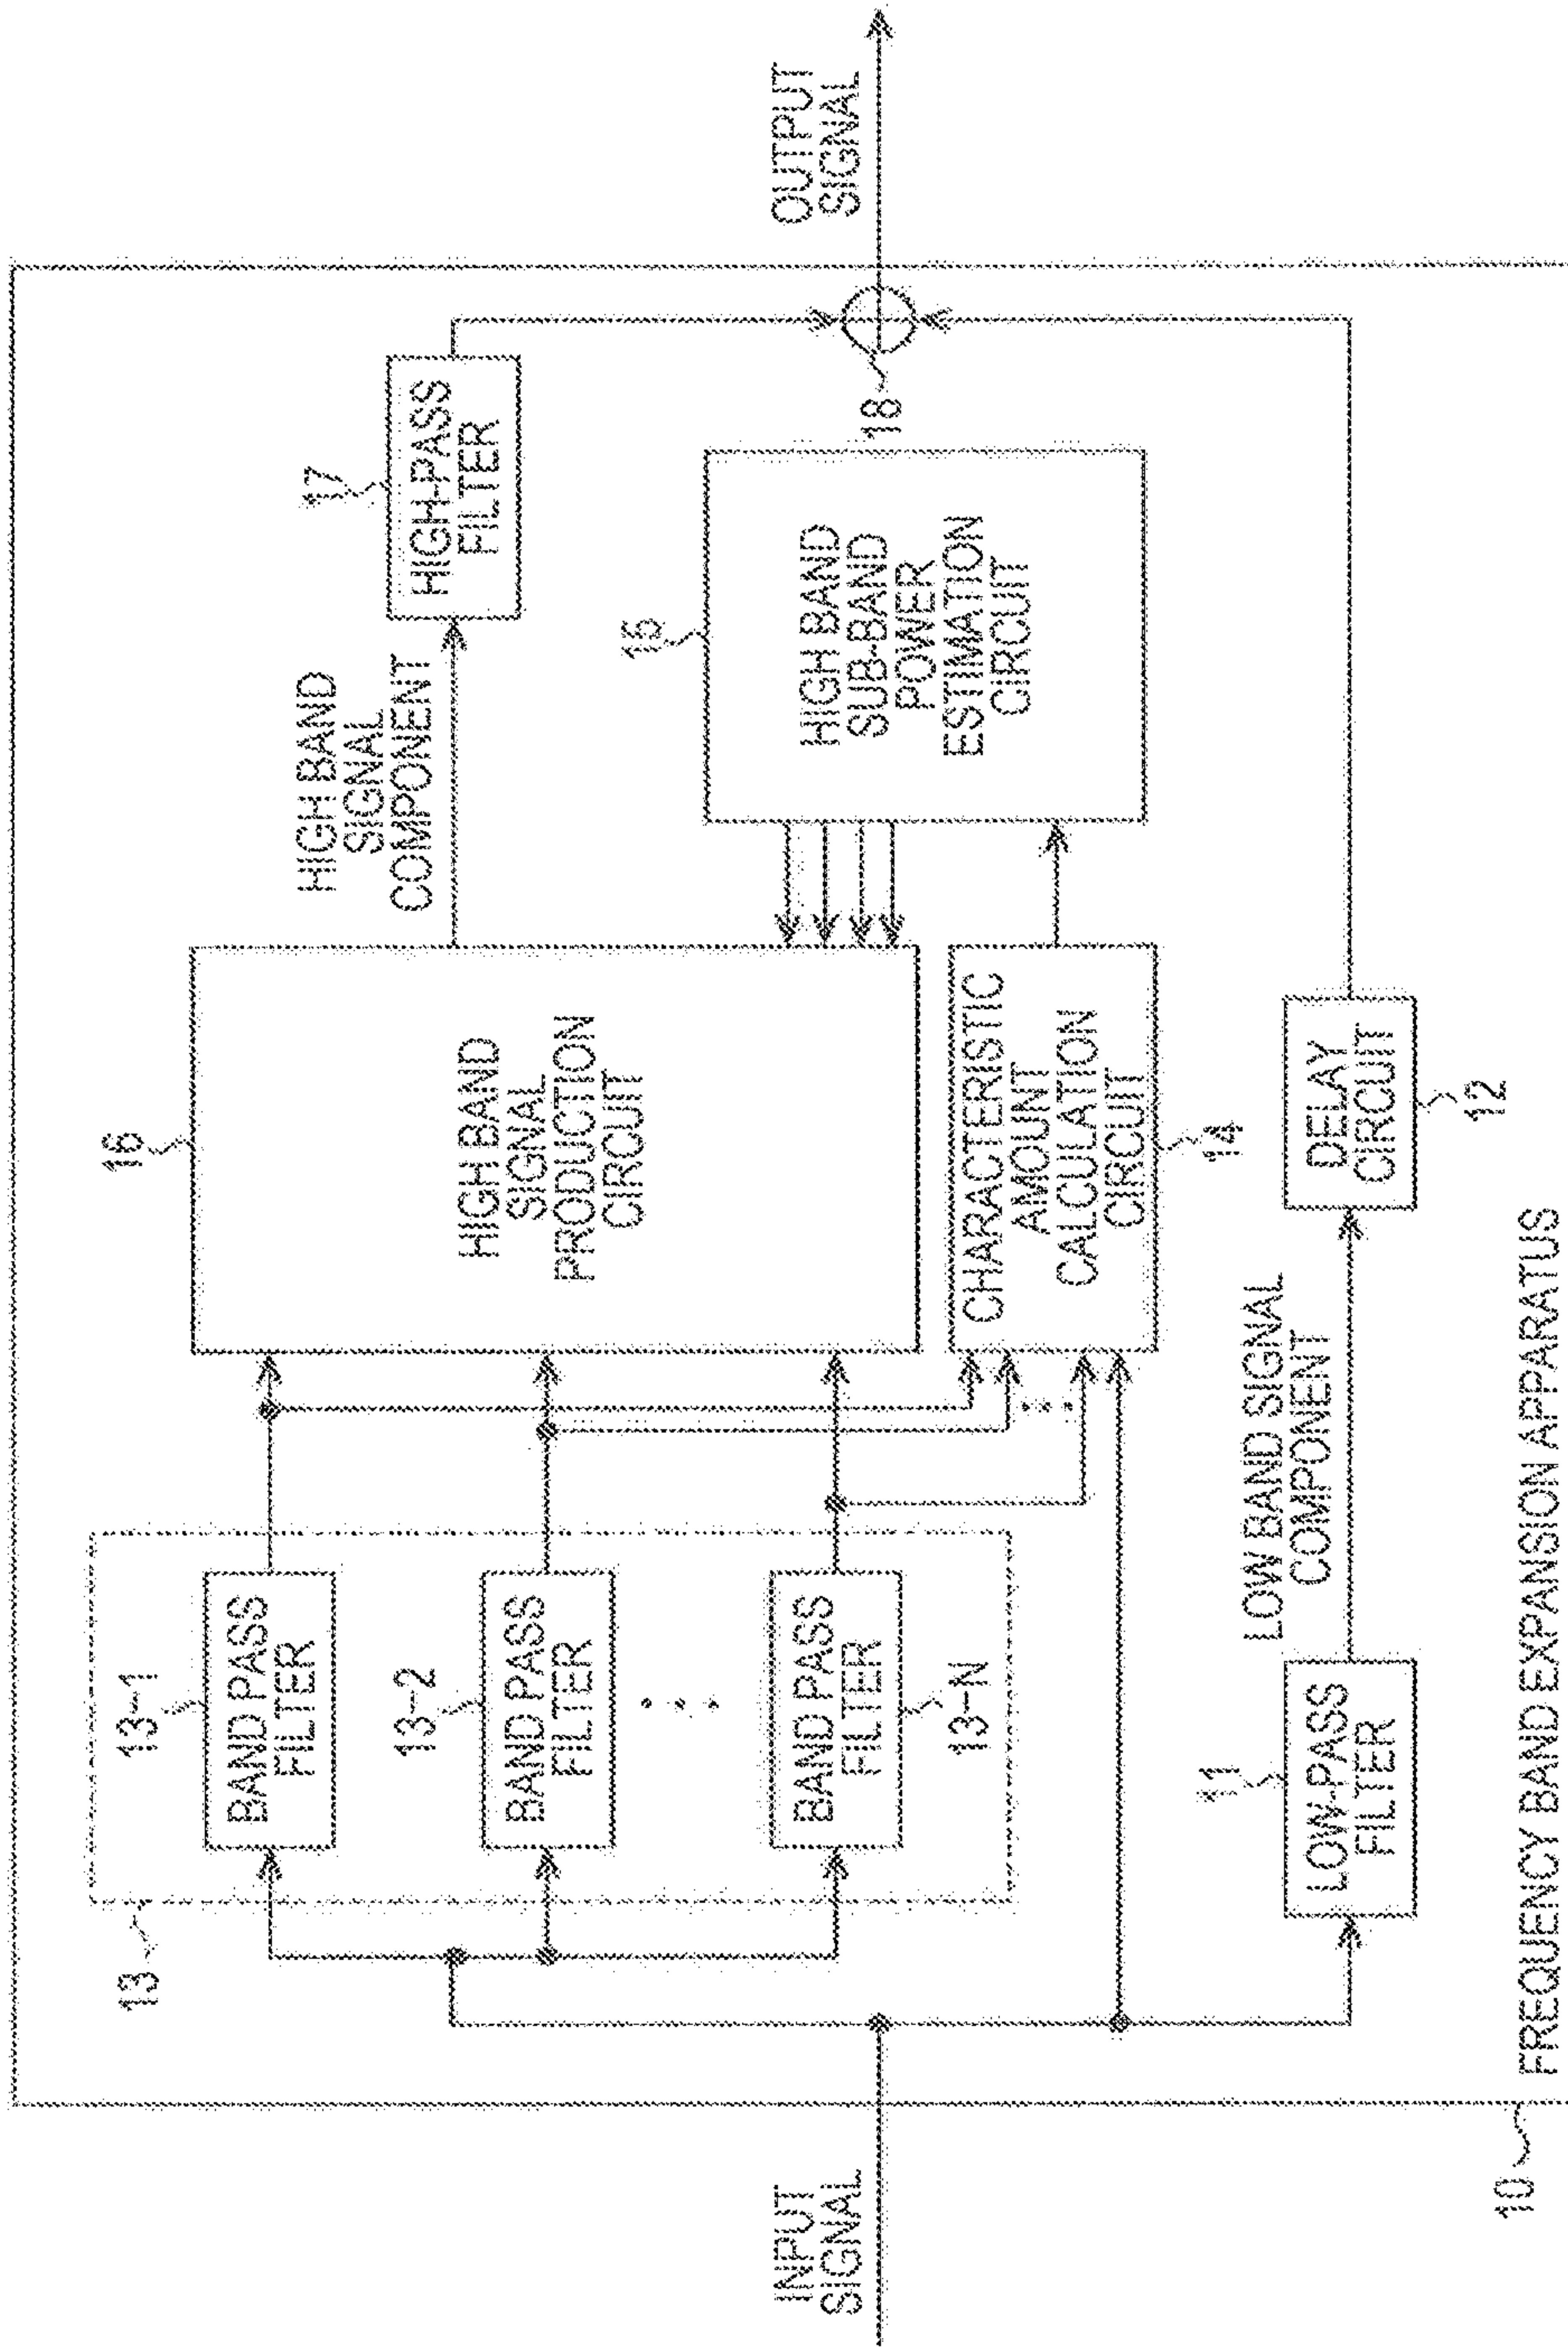 INPUT
SIGNAL
10
FREQUENCY BAND EXPANSION APPARATUS
13
13-1
BAND PASS
FILTER
13-2
BAND PASS
FILTER
...
BAND PASS
FILTER
13-N
11
LOW-PASS
FILTER
LOW BAND SIGNAL
COMPONENT
16
HIGH BAND
SIGNAL
PRODUCTION
CIRCUIT
...
CHARACTERISTIC
AMOUNT
CALCULATION
CIRCUIT
14
DELAY
CIRCUIT
12
HIGH BAND
SIGNAL
COMPONENT
17
HIGH-PASS
FILTER
15
HIGH BAND
SUB-BAND
POWER
ESTIMATION
CIRCUIT
18
OUTPUT
SIGNAL